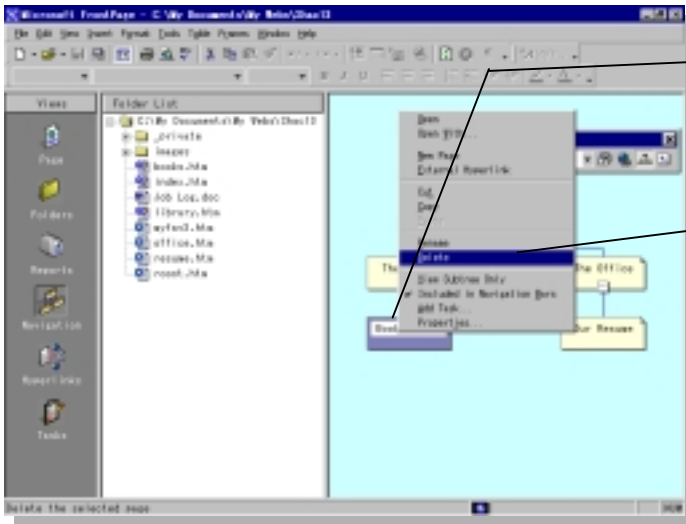 Microsoft FrontPage - C:\My Documents\My Webs\Shao13
File Edit View Insert Format Tools Table Frames Window Help
Views
Folder List
C:\My Documents\My Webs\Shao13
_private
images
books.htm
index.htm
Job Log.doc
library.htm
myfav3.htm
office.htm
resume.htm
roost.htm
Page
Folders
Reports
Navigation
Hyperlinks
Tasks
Open
Open With...
New Page
External Hyperlink
Cut
Copy
Rename
Delete
View Subtree Only
Included in Navigation Bars
Add Task...
Properties...
The Office
Our Resume
Delete the selected page
NUM